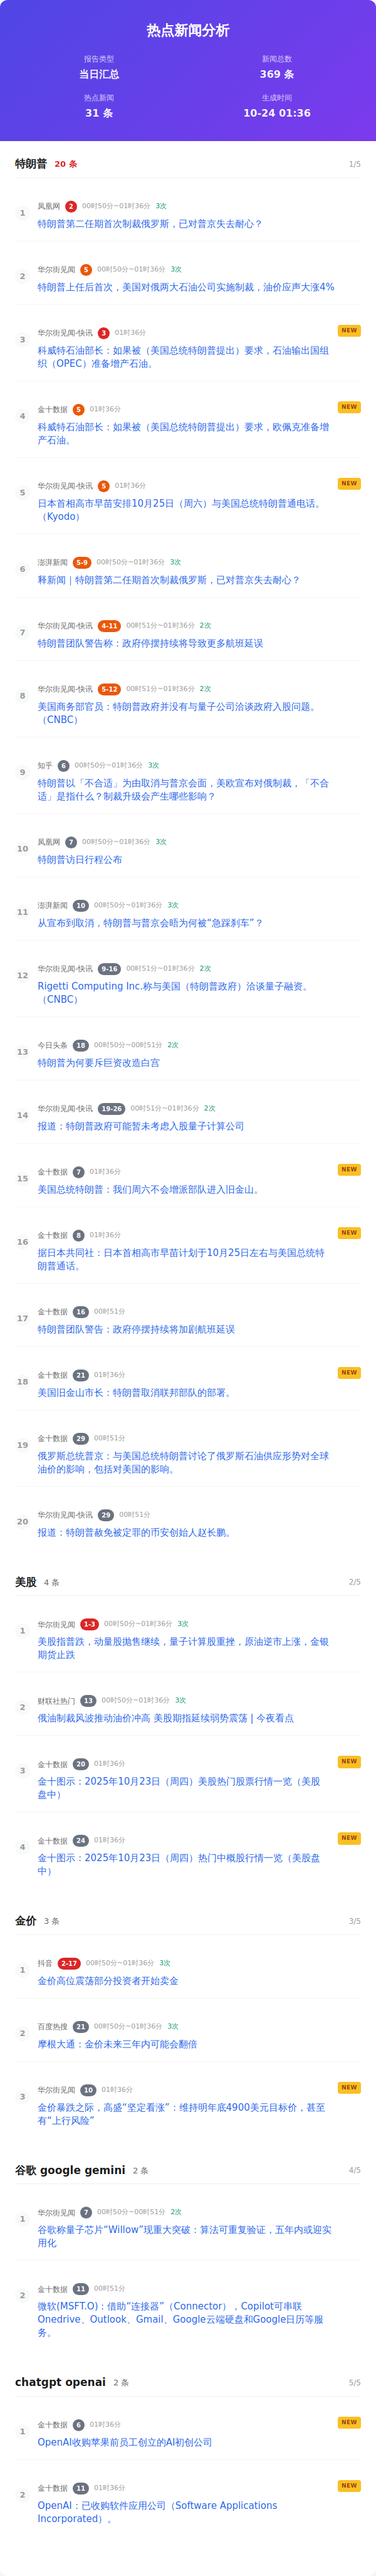 热点新闻分析
报告类型
新闻总数
当日汇总
369 条
热点新闻
生成时间
31 条
10-24 01:36
特朗普 20 条 1/5
1
凤凰网 2 00时50分~01时36分 3次
特朗普第二任期首次制裁俄罗斯，已对普京失去耐心？
2
华尔街见闻 5 00时50分~01时36分 3次
特朗普上任后首次，美国对俄两大石油公司实施制裁，油价应声大涨4%
3
华尔街见闻-快讯 3 01时36分 NEW
科威特石油部长：如果被（美国总统特朗普提出）要求，石油输出国组
织（OPEC）准备增产石油。
4
金十数据 5 01时36分 NEW
科威特石油部长：如果被（美国总统特朗普提出）要求，欧佩克准备增
产石油。
5
华尔街见闻-快讯 5 01时36分 NEW
日本首相高市早苗安排10月25日（周六）与美国总统特朗普通电话。
（Kyodo）
6
澎湃新闻 5-9 00时50分~01时36分 3次
释新闻｜特朗普第二任期首次制裁俄罗斯，已对普京失去耐心？
7
华尔街见闻-快讯 4-11 00时51分~01时36分 2次
特朗普团队警告称：政府停摆持续将导致更多航班延误
8
华尔街见闻-快讯 5-12 00时51分~01时36分 2次
美国商务部官员：特朗普政府并没有与量子公司洽谈政府入股问题。
（CNBC）
9
知乎 6 00时50分~01时36分 3次
特朗普以「不合适」为由取消与普京会面，美欧宣布对俄制裁，「不合
适」是指什么？制裁升级会产生哪些影响？
10
凤凰网 7 00时50分~01时36分 3次
特朗普访日行程公布
11
澎湃新闻 10 00时50分~01时36分 3次
从宣布到取消，特朗普与普京会晤为何被“急踩刹车”？
12
华尔街见闻-快讯 9-16 00时51分~01时36分 2次
Rigetti Computing Inc.称与美国（特朗普政府）洽谈量子融资。
（CNBC）
13
今日头条 18 00时50分~00时51分 2次
特朗普为何要斥巨资改造白宫
14
华尔街见闻-快讯 19-26 00时51分~01时36分 2次
报道：特朗普政府可能暂未考虑入股量子计算公司
15
金十数据 7 01时36分 NEW
美国总统特朗普：我们周六不会增派部队进入旧金山。
16
金十数据 8 01时36分 NEW
据日本共同社：日本首相高市早苗计划于10月25日左右与美国总统特
朗普通话。
17
金十数据 16 00时51分
特朗普团队警告：政府停摆持续将加剧航班延误
18
金十数据 21 01时36分 NEW
美国旧金山市长：特朗普取消联邦部队的部署。
19
金十数据 29 00时51分
俄罗斯总统普京：与美国总统特朗普讨论了俄罗斯石油供应形势对全球
油价的影响，包括对美国的影响。
20
华尔街见闻-快讯 29 00时51分
报道：特朗普赦免被定罪的币安创始人赵长鹏。
美股 4 条 2/5
1
华尔街见闻 1-3 00时50分~01时36分 3次
美股指普跌，动量股抛售继续，量子计算股重挫，原油逆市上涨，金银
期货止跌
2
财联社热门 13 00时50分~01时36分 3次
俄油制裁风波推动油价冲高 美股期指延续弱势震荡 | 今夜看点
3
金十数据 20 01时36分 NEW
金十图示：2025年10月23日（周四）美股热门股票行情一览（美股
盘中）
4
金十数据 24 01时36分 NEW
金十图示：2025年10月23日（周四）热门中概股行情一览（美股盘
中）
金价 3 条 3/5
1
抖音 2-17 00时50分~01时36分 3次
金价高位震荡部分投资者开始卖金
2
百度热搜 21 00时50分~01时36分 3次
摩根大通：金价未来三年内可能会翻倍
3
华尔街见闻 10 01时36分 NEW
金价暴跌之际，高盛“坚定看涨”：维持明年底4900美元目标价，甚至
有“上行风险”
谷歌 google gemini 2 条 4/5
1
华尔街见闻 7 00时50分~00时51分 2次
谷歌称量子芯片“Willow”现重大突破：算法可重复验证，五年内或迎实
用化
2
金十数据 11 00时51分
微软(MSFT.O)：借助“连接器”（Connector），Copilot可串联
Onedrive、Outlook、Gmail、Google云端硬盘和Google日历等服
务。
chatgpt openai 2 条 5/5
1
金十数据 6 01时36分 NEW
OpenAI收购苹果前员工创立的AI初创公司
2
金十数据 11 01时36分 NEW
OpenAI：已收购软件应用公司（Software Applications
Incorporated）。